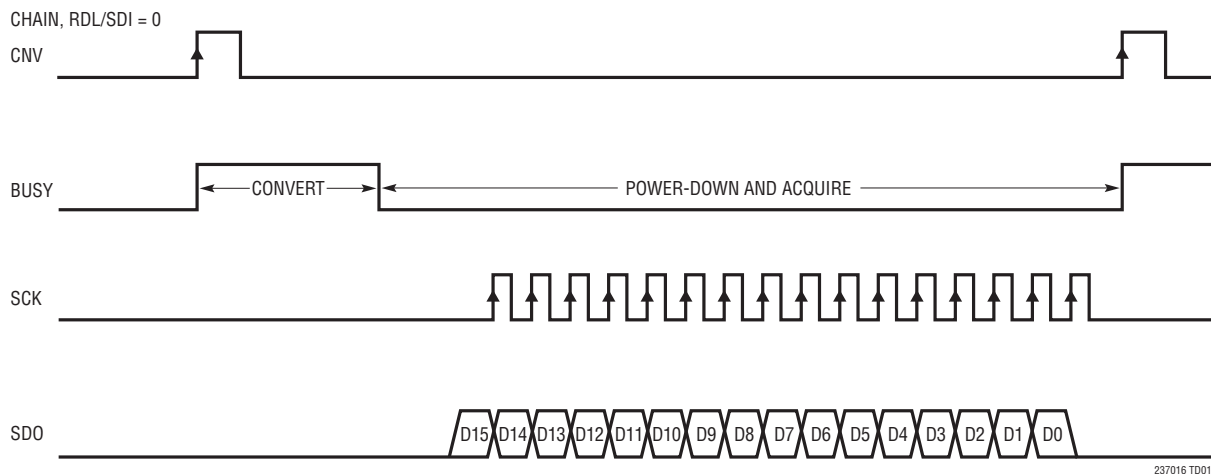 CHAIN, RDL/SDI = 0
CNV
BUSY
CONVERT
POWER-DOWN AND ACQUIRE
SCK
SDO
D15 D14 D13 D12 D11 D10 D9 D8 D7 D6 D5 D4 D3 D2 D1 D0
237016 TD01